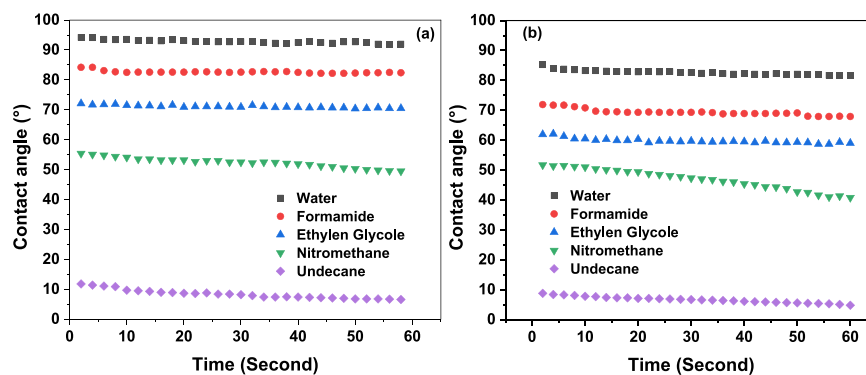 100
90
80
70
60
50
40
30
20
10
0
Contact angle (°)
(a)
Water
Formamide
Ethylen Glycole
Nitromethane
Undecane
0 10 20 30 40 50 60
Time (Second)
100
90
80
70
60
50
40
30
20
10
0
Contact angle (°)
(b)
Water
Formamide
Ethylen Glycole
Nitromethane
Undecane
0 10 20 30 40 50 60
Time (Second)